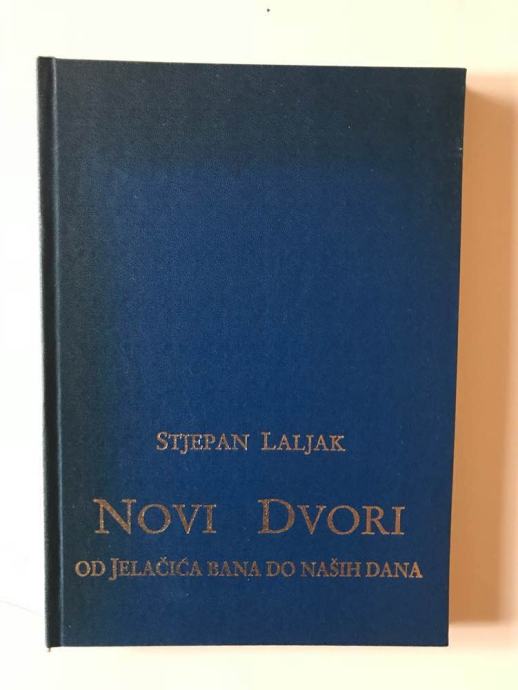 STJEPAN LALJAK
NOVI DVORI
OD JELAČIĆA BANA DO NAŠIH DANA